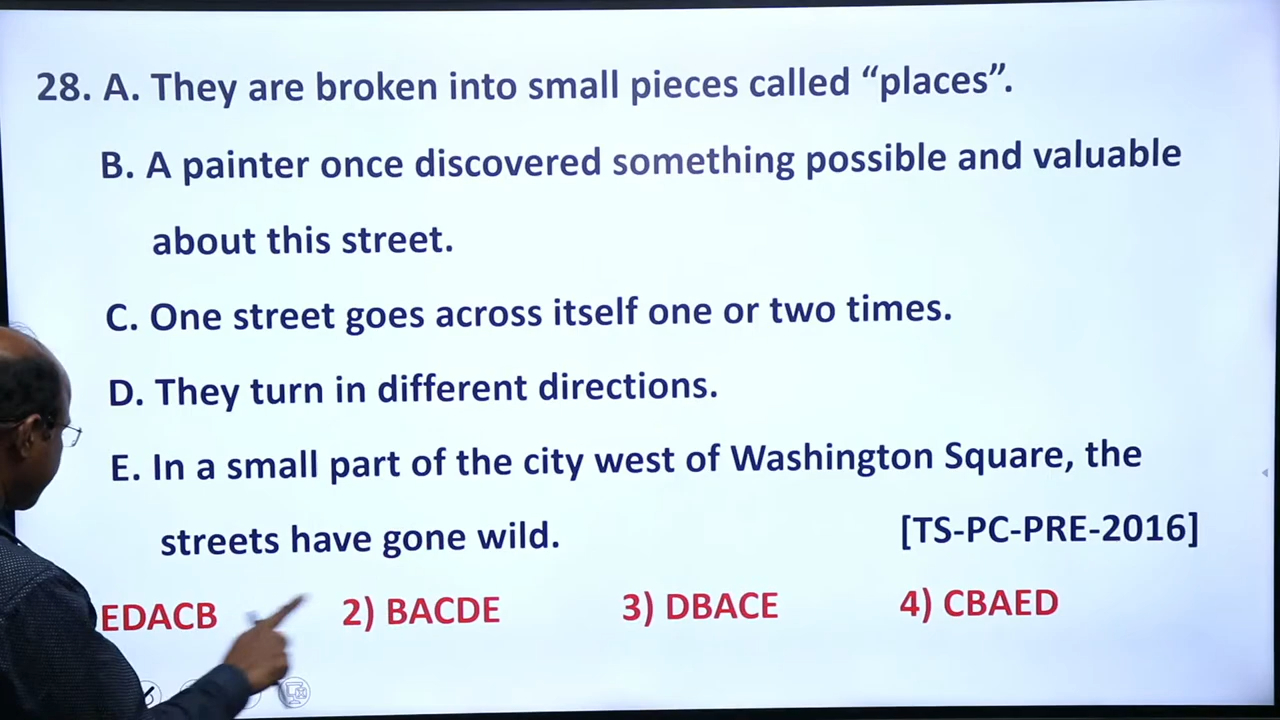 28. A. They are broken into small pieces called “places”.
B. A painter once discovered something possible and valuable
about this street.
C. One street goes across itself one or two times.
D. They turn in different directions.
E. In a small part of the city west of Washington Square, the
streets have gone wild. [TS-PC-PRE-2016]
EDACB 2) BACDE 3) DBACE 4) CBAED